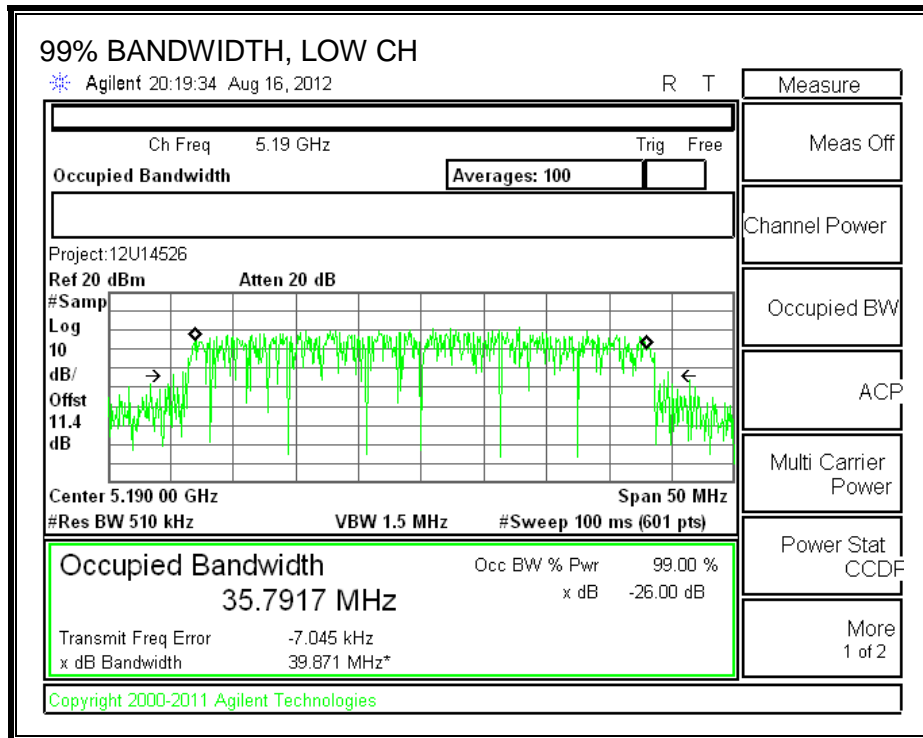 99% BANDWIDTH, LOW CH
Agilent 20:19:34 Aug 16, 2012 R T
Measure
Ch Freq 5.19 GHz Trig Free
Meas Off
Occupied Bandwidth Averages: 100
Channel Power
Project:12U14526
Ref 20 dBm Atten 20 dB
#Samp
Log
10
dB/
Offst
11.4
dB
Occupied BW
ACP
Multi Carrier
Power
Center 5.190 00 GHz Span 50 MHz
#Res BW 510 kHz VBW 1.5 MHz #Sweep 100 ms (601 pts)
Occupied Bandwidth Occ BW % Pwr 99.00 %
35.7917 MHz x dB -26.00 dB
Transmit Freq Error -7.045 kHz
x dB Bandwidth 39.871 MHz*
Power Stat
CCDF
More
1 of 2
Copyright 2000-2011 Agilent Technologies